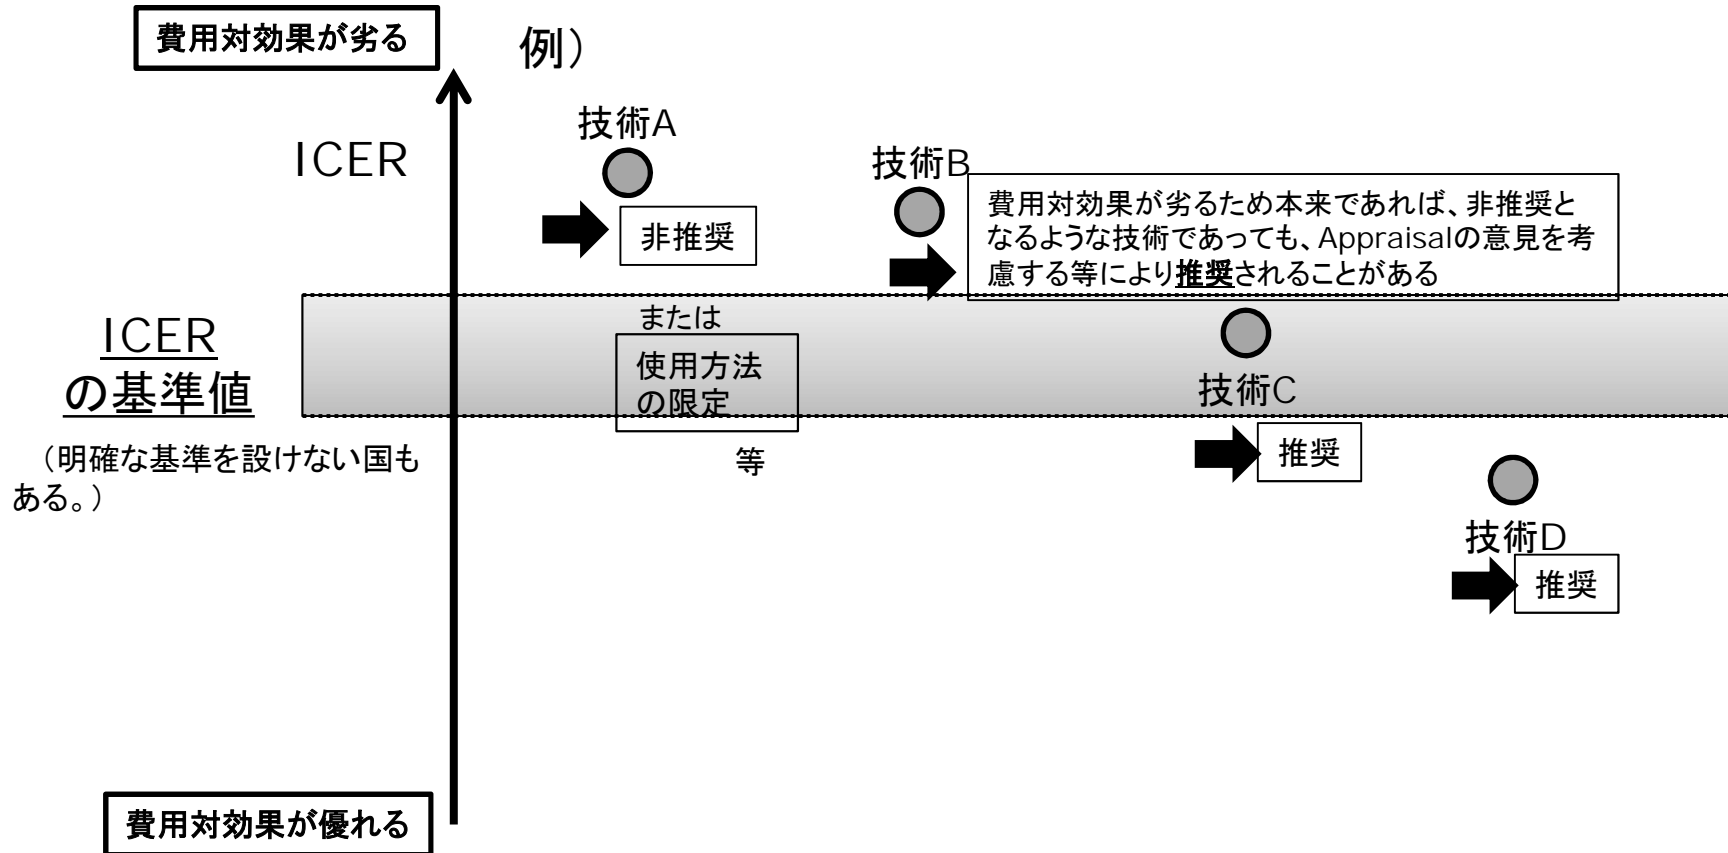 費用対効果が劣る
例）
ICER
技術A
非推奨
または
使用方法
の限定
等
技術B
費用対効果が劣るため本来であれば、非推奨と
なるような技術であっても、Appraisalの意見を考
慮する等により推奨されることがある
ICER
の基準値
（明確な基準を設けない国も
ある。）
技術C
推奨
技術D
推奨
費用対効果が優れる